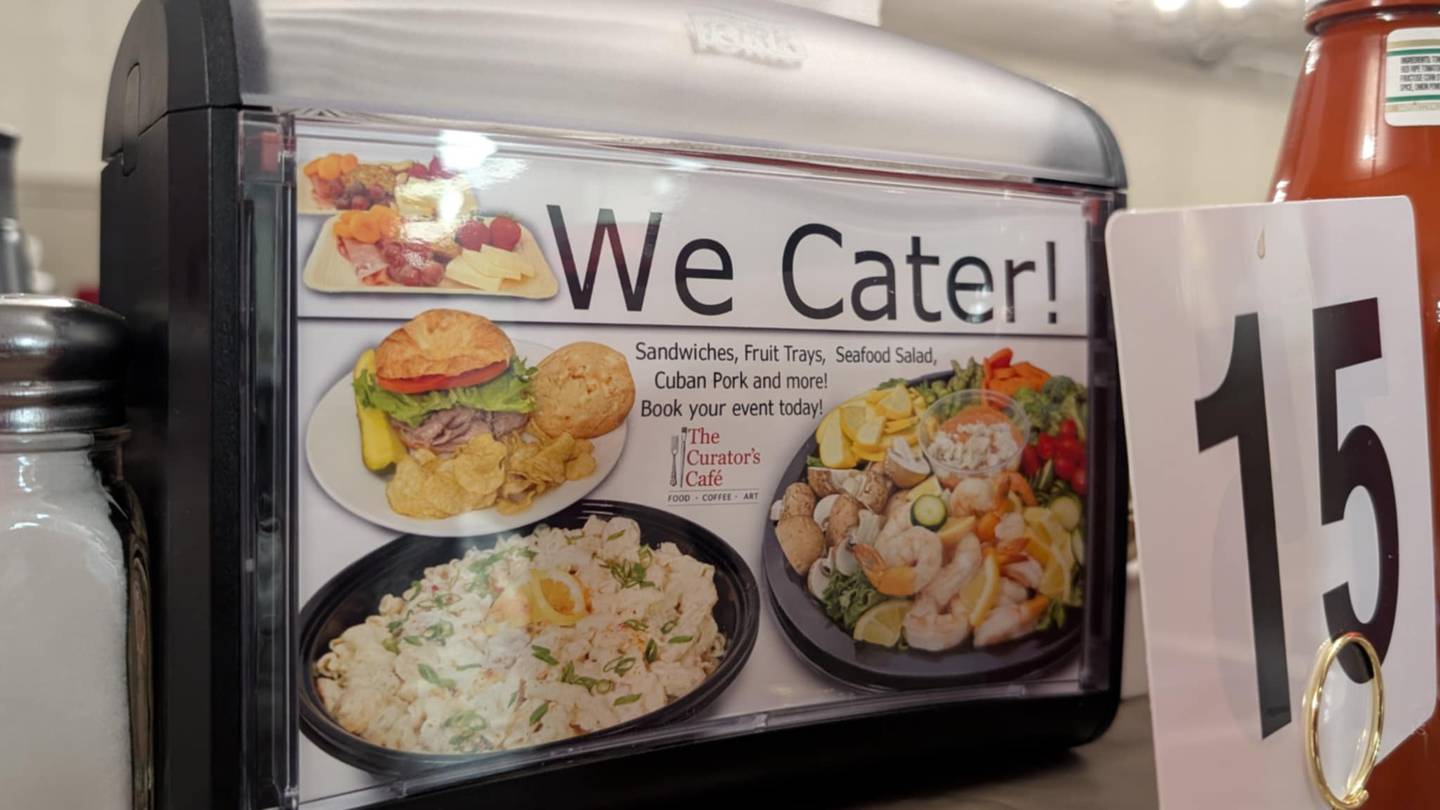 We Cater!
Sandwiches, Fruit Trays, Seafood Salad,
Cuban Pork and more!
Book your event today!
The
Curator's
Café
FOOD · COFFEE · ART
15